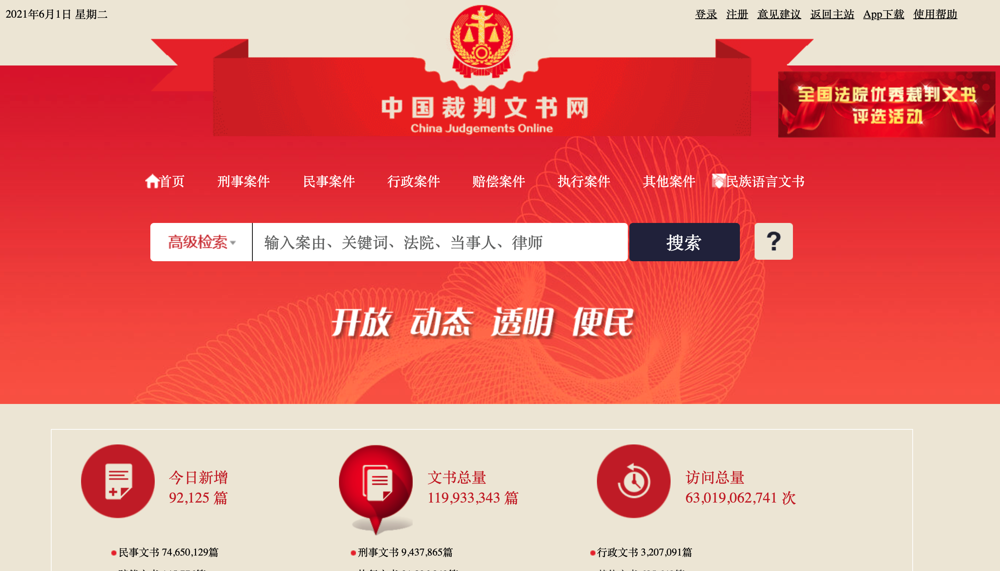 2021年6月1日 星期二
登录 注册 意见建议 返回主站 App下载 使用帮助
中国裁判文书网
China Judgements Online
全国法院优秀裁判文书
评选活动
首页 刑事案件 民事案件 行政案件 赔偿案件 执行案件 其他案件 民族语言文书
高级检索 输入案由、关键词、法院、当事人、律师 搜索 ?
开放 动态 透明 便民
今日新增
92,125 篇
文书总量
119,933,343 篇
访问总量
63,019,062,741 次
民事文书 74,650,129篇
刑事文书 9,437,865篇
行政文书 3,207,091篇